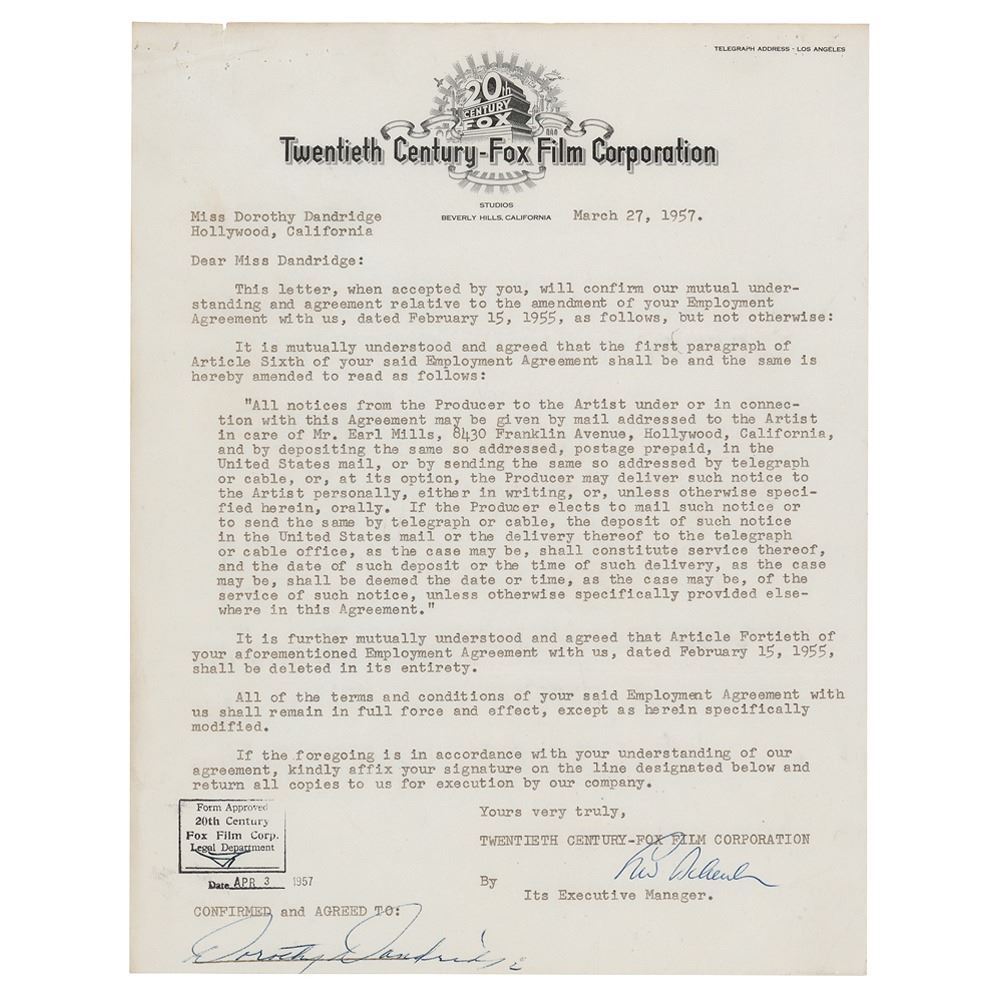 TELEGRAPH ADDRESS - LOS ANGELES
20th
CENTURY
FOX
Twentieth Century-Fox Film Corporation
STUDIOS
BEVERLY HILLS, CALIFORNIA
March 27, 1957.
Miss Dorothy Dandridge
Hollywood, California
Dear Miss Dandridge:
This letter, when accepted by you, will confirm our mutual under-
standing and agreement relative to the amendment of your Employment
Agreement with us, dated February 15, 1955, as follows, but not otherwise:
It is mutually understood and agreed that the first paragraph of
Article Sixth of your said Employment Agreement shall be and the same is
hereby amended to read as follows:
"All notices from the Producer to the Artist under or in connec-
tion with this Agreement may be given by mail addressed to the Artist
in care of Mr. Earl Mills, 8430 Franklin Avenue, Hollywood, California,
and by depositing the same so addressed, postage prepaid, in the
United States mail, or by sending the same so addressed by telegraph
or cable, or, at its option, the Producer may deliver such notice to
the Artist personally, either in writing, or, unless otherwise speci-
fied herein, orally. If the Producer elects to mail such notice or
to send the same by telegraph or cable, the deposit of such notice
in the United States mail or the delivery thereof to the telegraph
or cable office, as the case may be, shall constitute service thereof,
and the date of such deposit or the time of such delivery, as the case
may be, shall be deemed the date or time, as the case may be, of the
service of such notice, unless otherwise specifically provided else-
where in this Agreement."
It is further mutually understood and agreed that Article Fortieth of
your aforementioned Employment Agreement with us, dated February 15, 1955,
shall be deleted in its entirety.
All of the terms and conditions of your said Employment Agreement with
us shall remain in full force and effect, except as herein specifically
modified.
If the foregoing is in accordance with your understanding of our
agreement, kindly affix your signature on the line designated below and
return all copies to us for execution by our company.
Yours very truly,
TWENTIETH CENTURY-FOX FILM CORPORATION
By
Its Executive Manager.
Form Approved
20th Century
Fox Film Corp.
Legal Department
Date APR 3 1957
CONFIRMED and AGREED TO:
Dorothy Dandridge